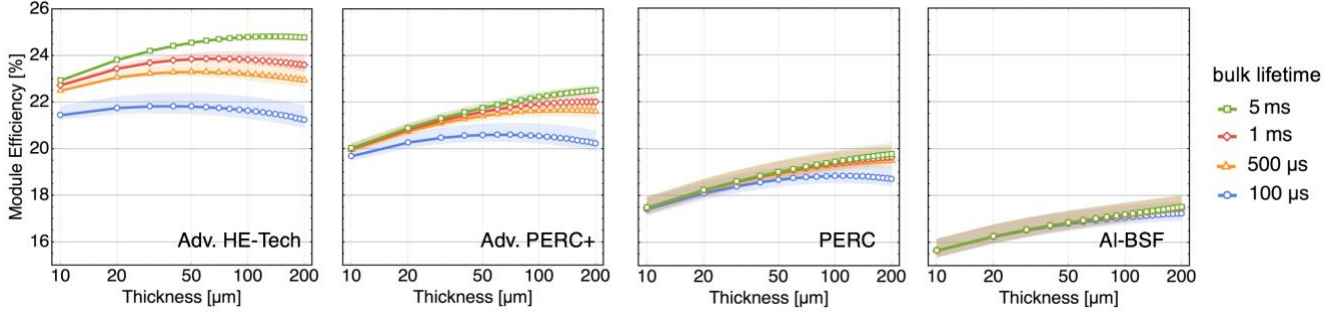 Module Efficiency [%]
26
24
22
20
18
16
Adv. HE-Tech
Adv. PERC+
PERC
Al-BSF
10 20 50 100 200
10 20 50 100 200
10 20 50 100 200
10 20 50 100 200
Thickness [µm]
Thickness [µm]
Thickness [µm]
Thickness [µm]
bulk lifetime
5 ms
1 ms
500 µs
100 µs